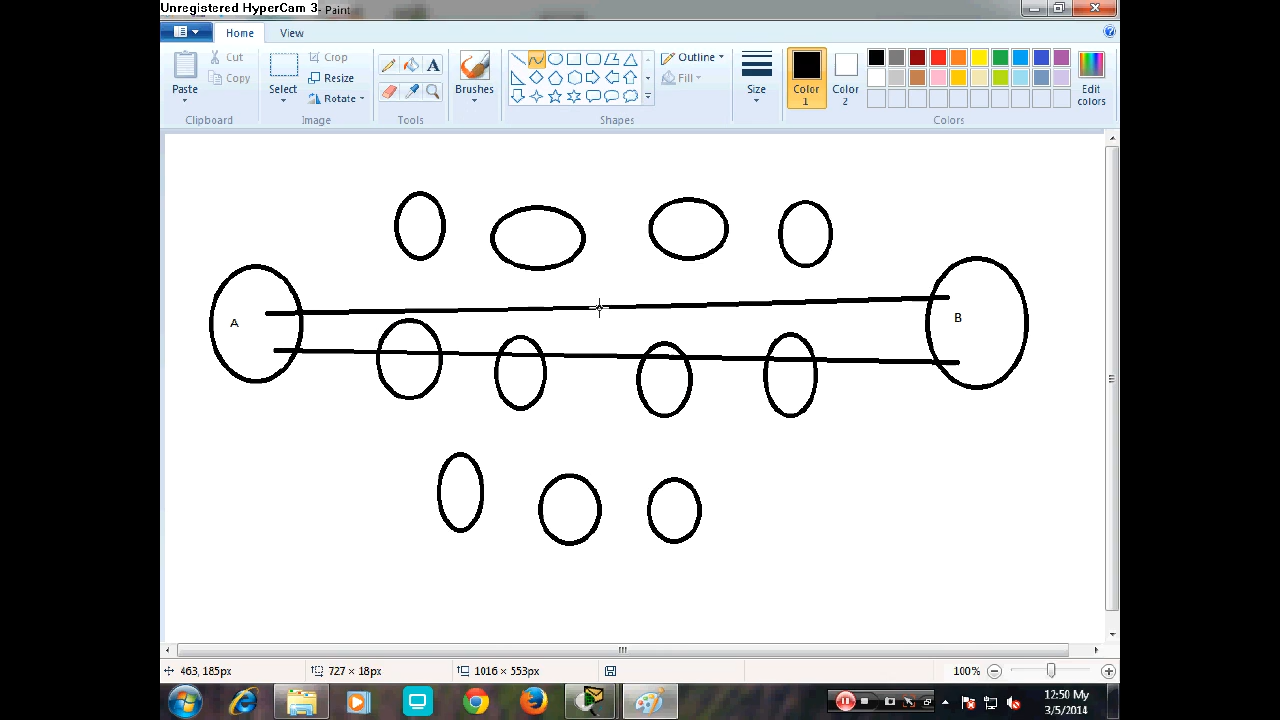 Unregistered HyperCam 3 - Paint
Home View
Paste
Cut
Copy
Clipboard
Select
Crop
Resize
Rotate
Image
A
Tools
Brushes
Outline
Fill
Shapes
Size
Color 1
Color 2
Edit colors
Colors
A
B
463, 185px
727 × 18px
1016 × 553px
100%
12:50 My
3/5/2014